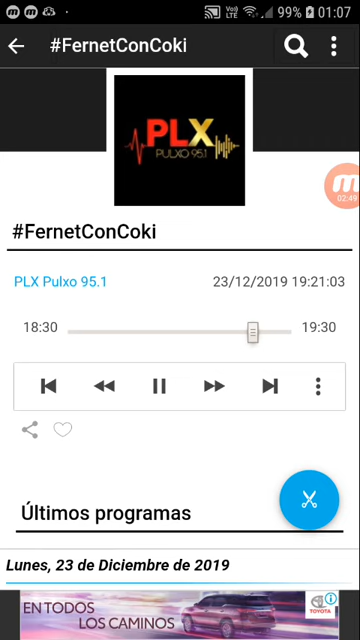 99% 01:07
#FernetConCoki
PLX
PULXO 95.1
02:49
#FernetConCoki
PLX Pulxo 95.1 23/12/2019 19:21:03
18:30 19:30
Últimos programas
Lunes, 23 de Diciembre de 2019
EN TODOS
LOS CAMINOS
TOYOTA